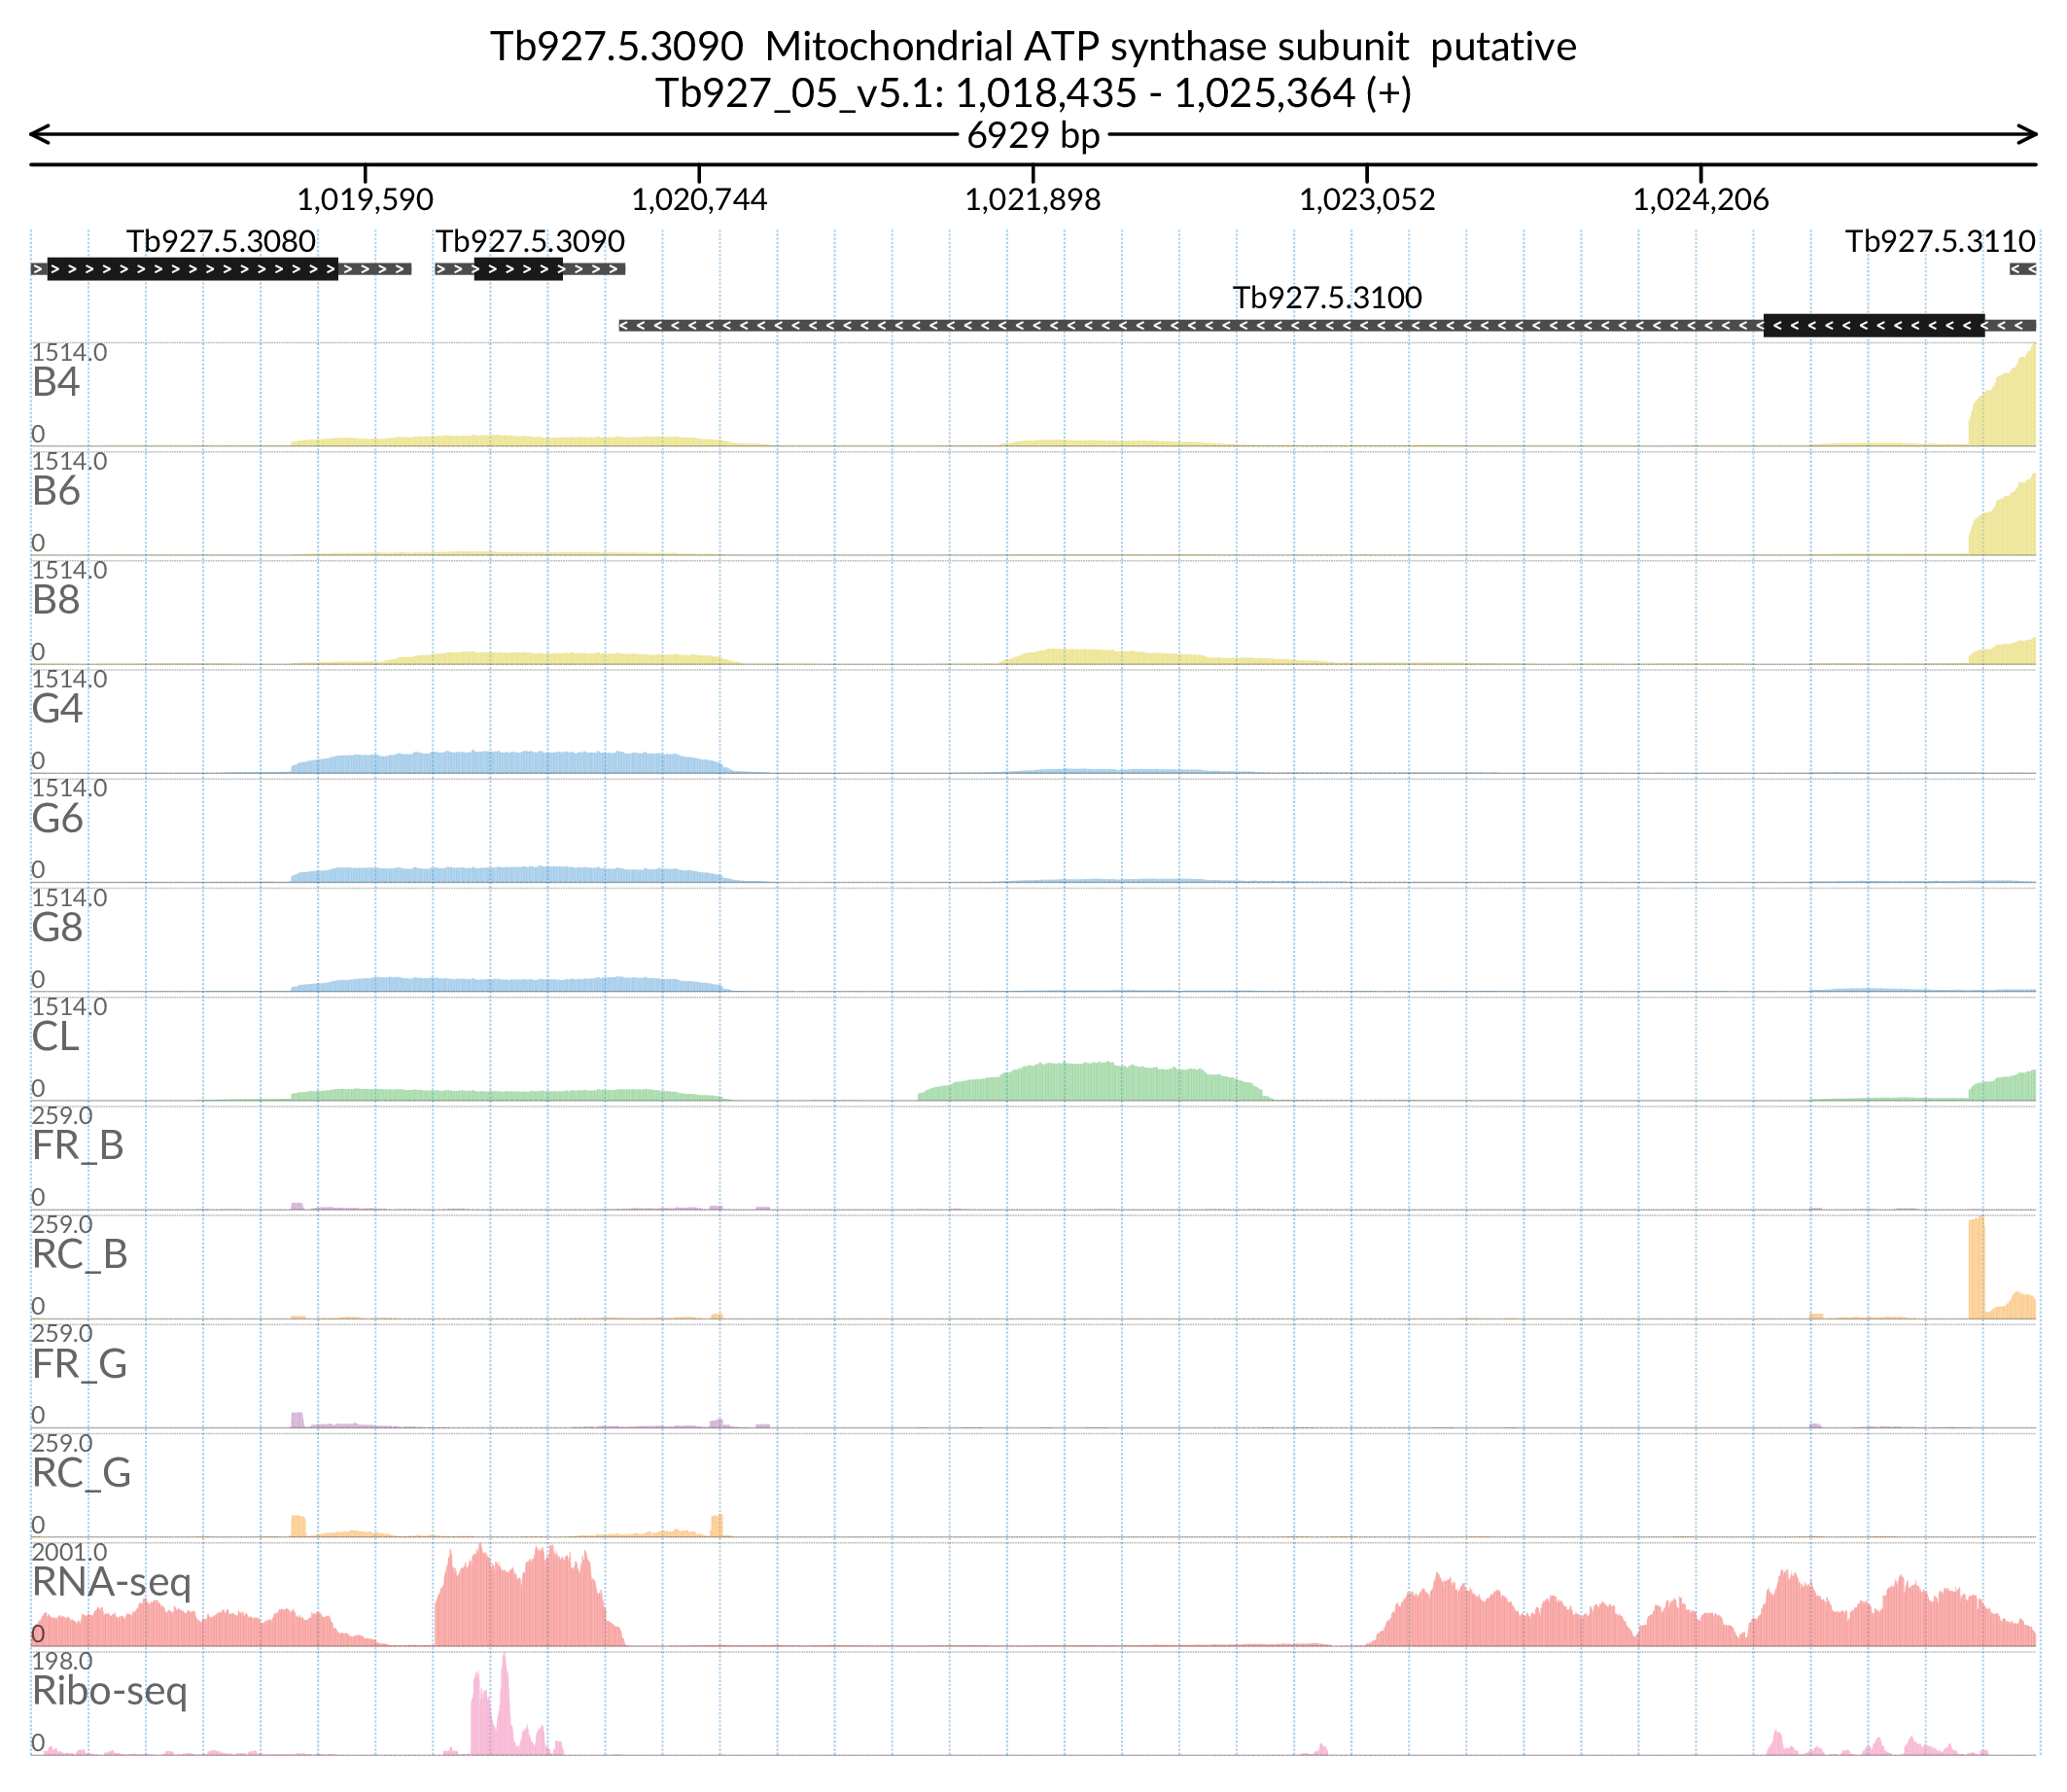 Tb927.5.3090 Mitochondrial ATP synthase subunit putative
Tb927_05_v5.1: 1,018,435 - 1,025,364 (+)
6929 bp
1,019,590 1,020,744 1,021,898 1,023,052 1,024,206
Tb927.5.3080 Tb927.5.3090 Tb927.5.3110
Tb927.5.3100
1514.0
B4
0
1514.0
B6
0
1514.0
B8
0
1514.0
G4
0
1514.0
G6
0
1514.0
G8
0
1514.0
CL
0
259.0
FR_B
0
259.0
RC_B
0
259.0
FR_G
0
259.0
RC_G
0
2001.0
RNA-seq
0
198.0
Ribo-seq
0